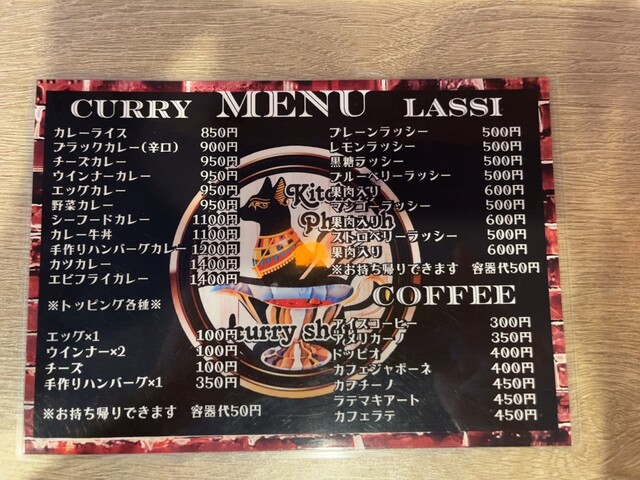 CURRY MENU LASSI
カレーライス 850円
ブラックカレー(辛口) 900円
チーズカレー 950円
ウインナーカレー 950円
エッグカレー 950円
野菜カレー 950円
シーフードカレー 1100円
カレー牛丼 1100円
手作りハンバーグカレー 1200円
カツカレー 1400円
エビフライカレー 1400円
※トッピング各種※
エッグ×1 100円
ウインナー×2 100円
チーズ 100円
手作りハンバーグ×1 350円
※お持ち帰りできます 容器代50円
プレーンラッシー 500円
レモンラッシー 500円
黒糖ラッシー 500円
ブルーベリーラッシー 500円
果肉入り 600円
マンゴーラッシー 500円
果肉入り 600円
ストロベリーラッシー 500円
果肉入り 600円
※お持ち帰りできます 容器代50円
COFFEE
アイスコーヒー 300円
アメリカーノ 350円
ドッピオ 400円
カフェジャポーネ 400円
カプチーノ 450円
ラテマキアート 450円
カフェラテ 450円
curry shop